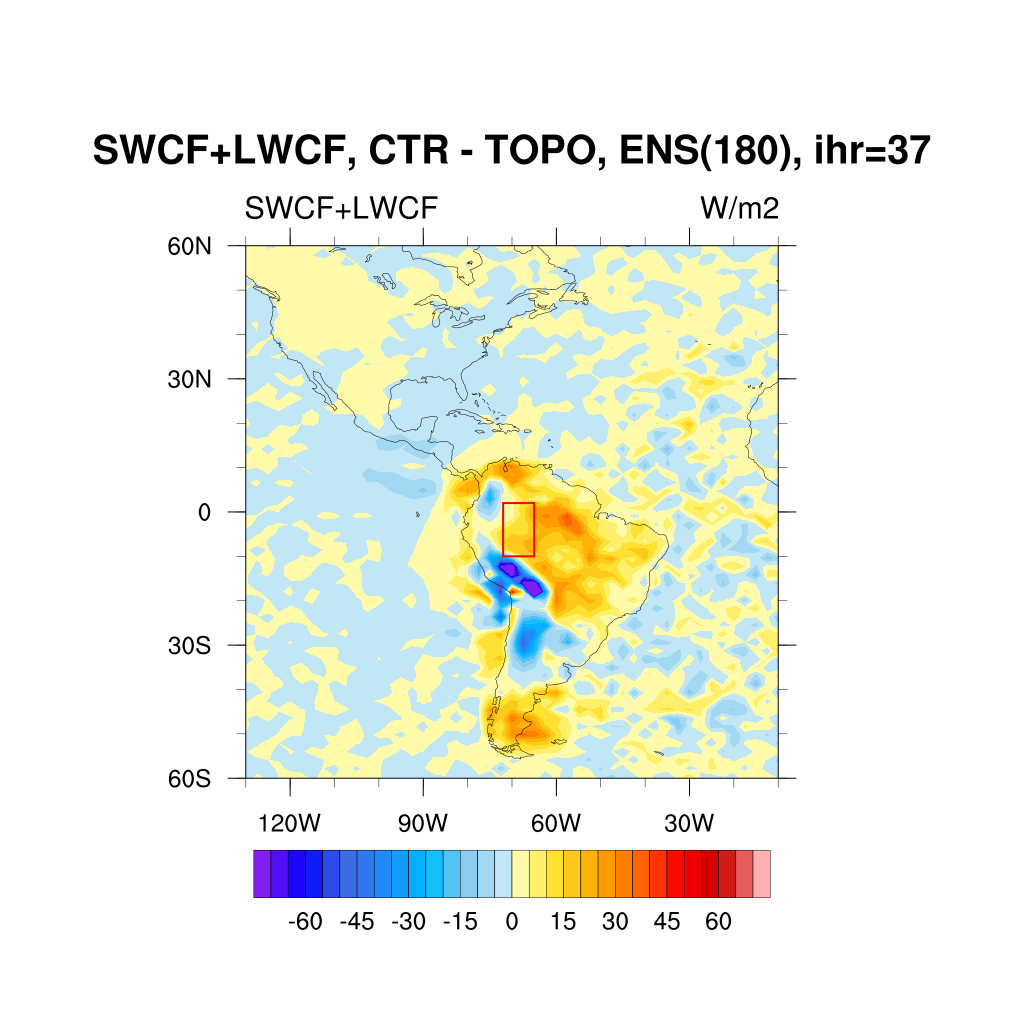 SWCF+LWCF, CTR - TOPO, ENS(180), ihr=37
SWCF+LWCF W/m2
60N
30N
0
30S
60S
120W 90W 60W 30W
-60 -45 -30 -15 0 15 30 45 60